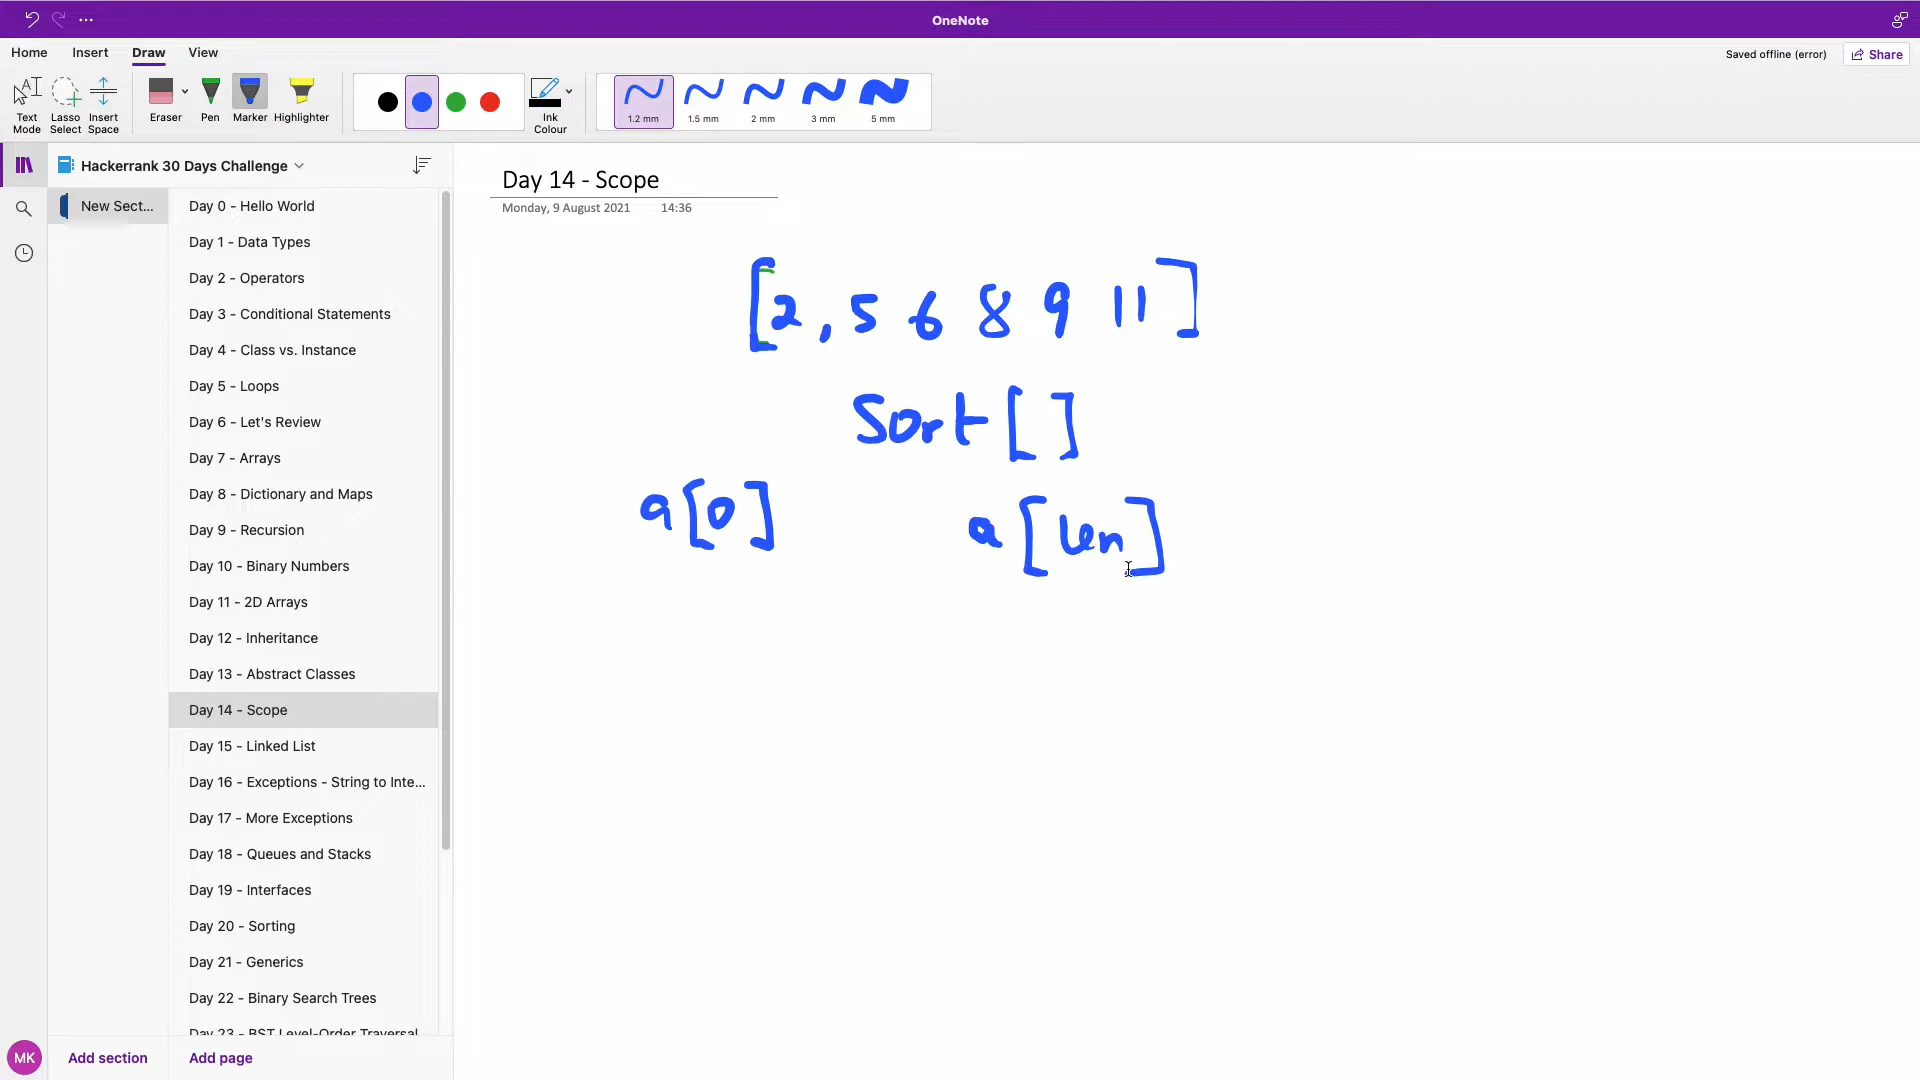 OneNote
Home Insert Draw View
Saved offline (error) Share
Text Mode
Lasso Select
Insert Space
Eraser
Pen
Marker
Highlighter
Ink Colour
1.2 mm
1.5 mm
2 mm
3 mm
5 mm
Hackerrank 30 Days Challenge
New Sect...
Day 0 - Hello World
Day 1 - Data Types
Day 2 - Operators
Day 3 - Conditional Statements
Day 4 - Class vs. Instance
Day 5 - Loops
Day 6 - Let's Review
Day 7 - Arrays
Day 8 - Dictionary and Maps
Day 9 - Recursion
Day 10 - Binary Numbers
Day 11 - 2D Arrays
Day 12 - Inheritance
Day 13 - Abstract Classes
Day 14 - Scope
Day 15 - Linked List
Day 16 - Exceptions - String to Inte...
Day 17 - More Exceptions
Day 18 - Queues and Stacks
Day 19 - Interfaces
Day 20 - Sorting
Day 21 - Generics
Day 22 - Binary Search Trees
Day 23 - BST Level-Order Traversal
MK
Add section
Add page
Day 14 - Scope
Monday, 9 August 2021 14:36
[2, 5 6 8 9 11]
Sort [ ]
a[0] a[len]